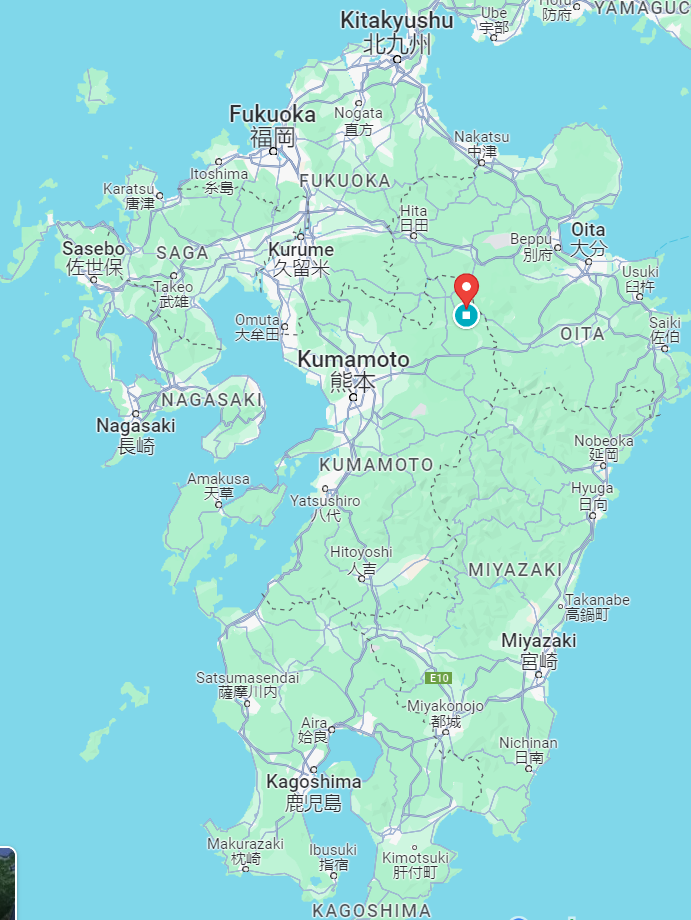 Ube
宇部
防府
Kitakyushu
北九州
Fukuoka
福岡
Nogata
直方
Nakatsu
中津
Itoshima
糸島
FUKUOKA
Karatsu
唐津
Hita
日田
Beppu
別府
Oita
大分
Sasebo
佐世保
SAGA
Kurume
久留米
Takeo
武雄
Usuki
臼杵
Omuta
大牟田
OITA
Saiki
佐伯
Kumamoto
熊本
NAGASAKI
Nagasaki
長崎
KUMAMOTO
Nobeoka
延岡
Amakusa
天草
Yatsushiro
八代
Hyuga
日向
Hitoyoshi
人吉
MIYAZAKI
Takanabe
高鍋町
Miyazaki
宮崎
Satsumasendai
薩摩川内
E10
Miyakonojo
都城
Aira
姶良
Nichinan
日南
Kagoshima
鹿児島
Makurazaki
枕崎
Ibusuki
指宿
Kimotsuki
肝付町
KAGOSHIMA